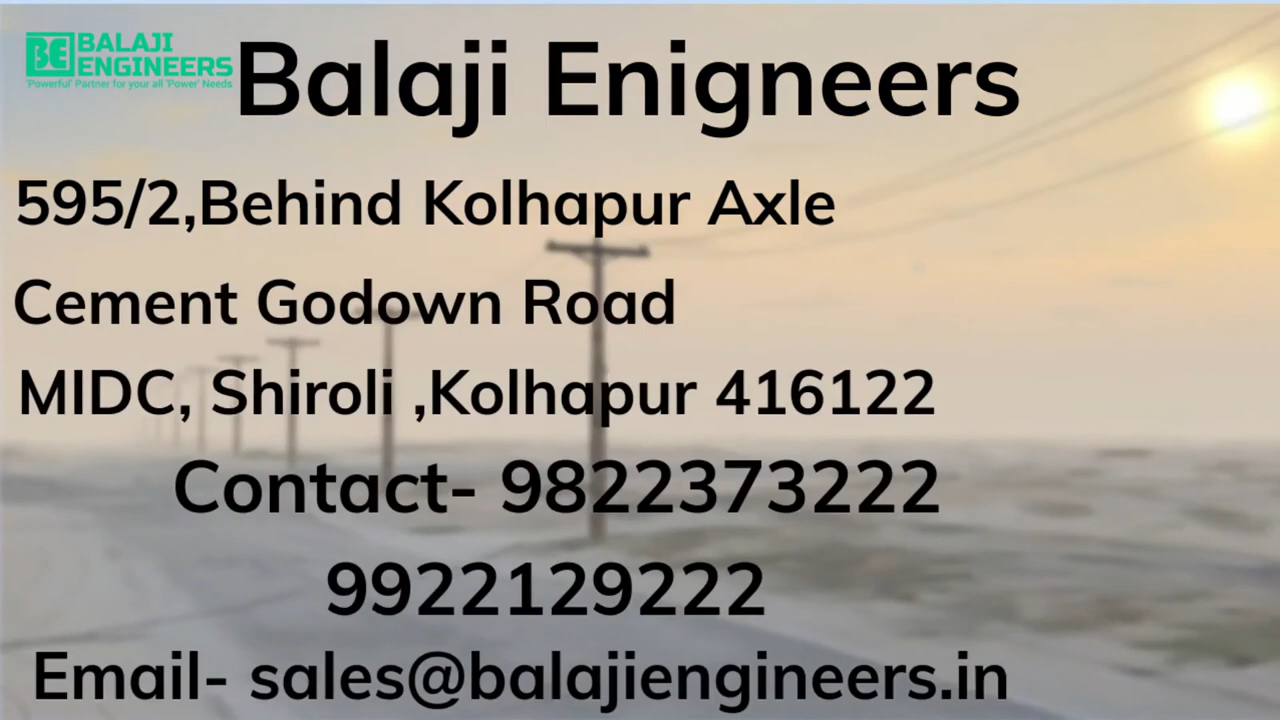 BALAJI
ENGINEERS
'Powerful' Partner for your all 'Power' Needs
Balaji Enigneers
595/2,Behind Kolhapur Axle
Cement Godown Road
MIDC, Shiroli ,Kolhapur 416122
Contact- 9822373222
9922129222
Email- sales@balajiengineers.in